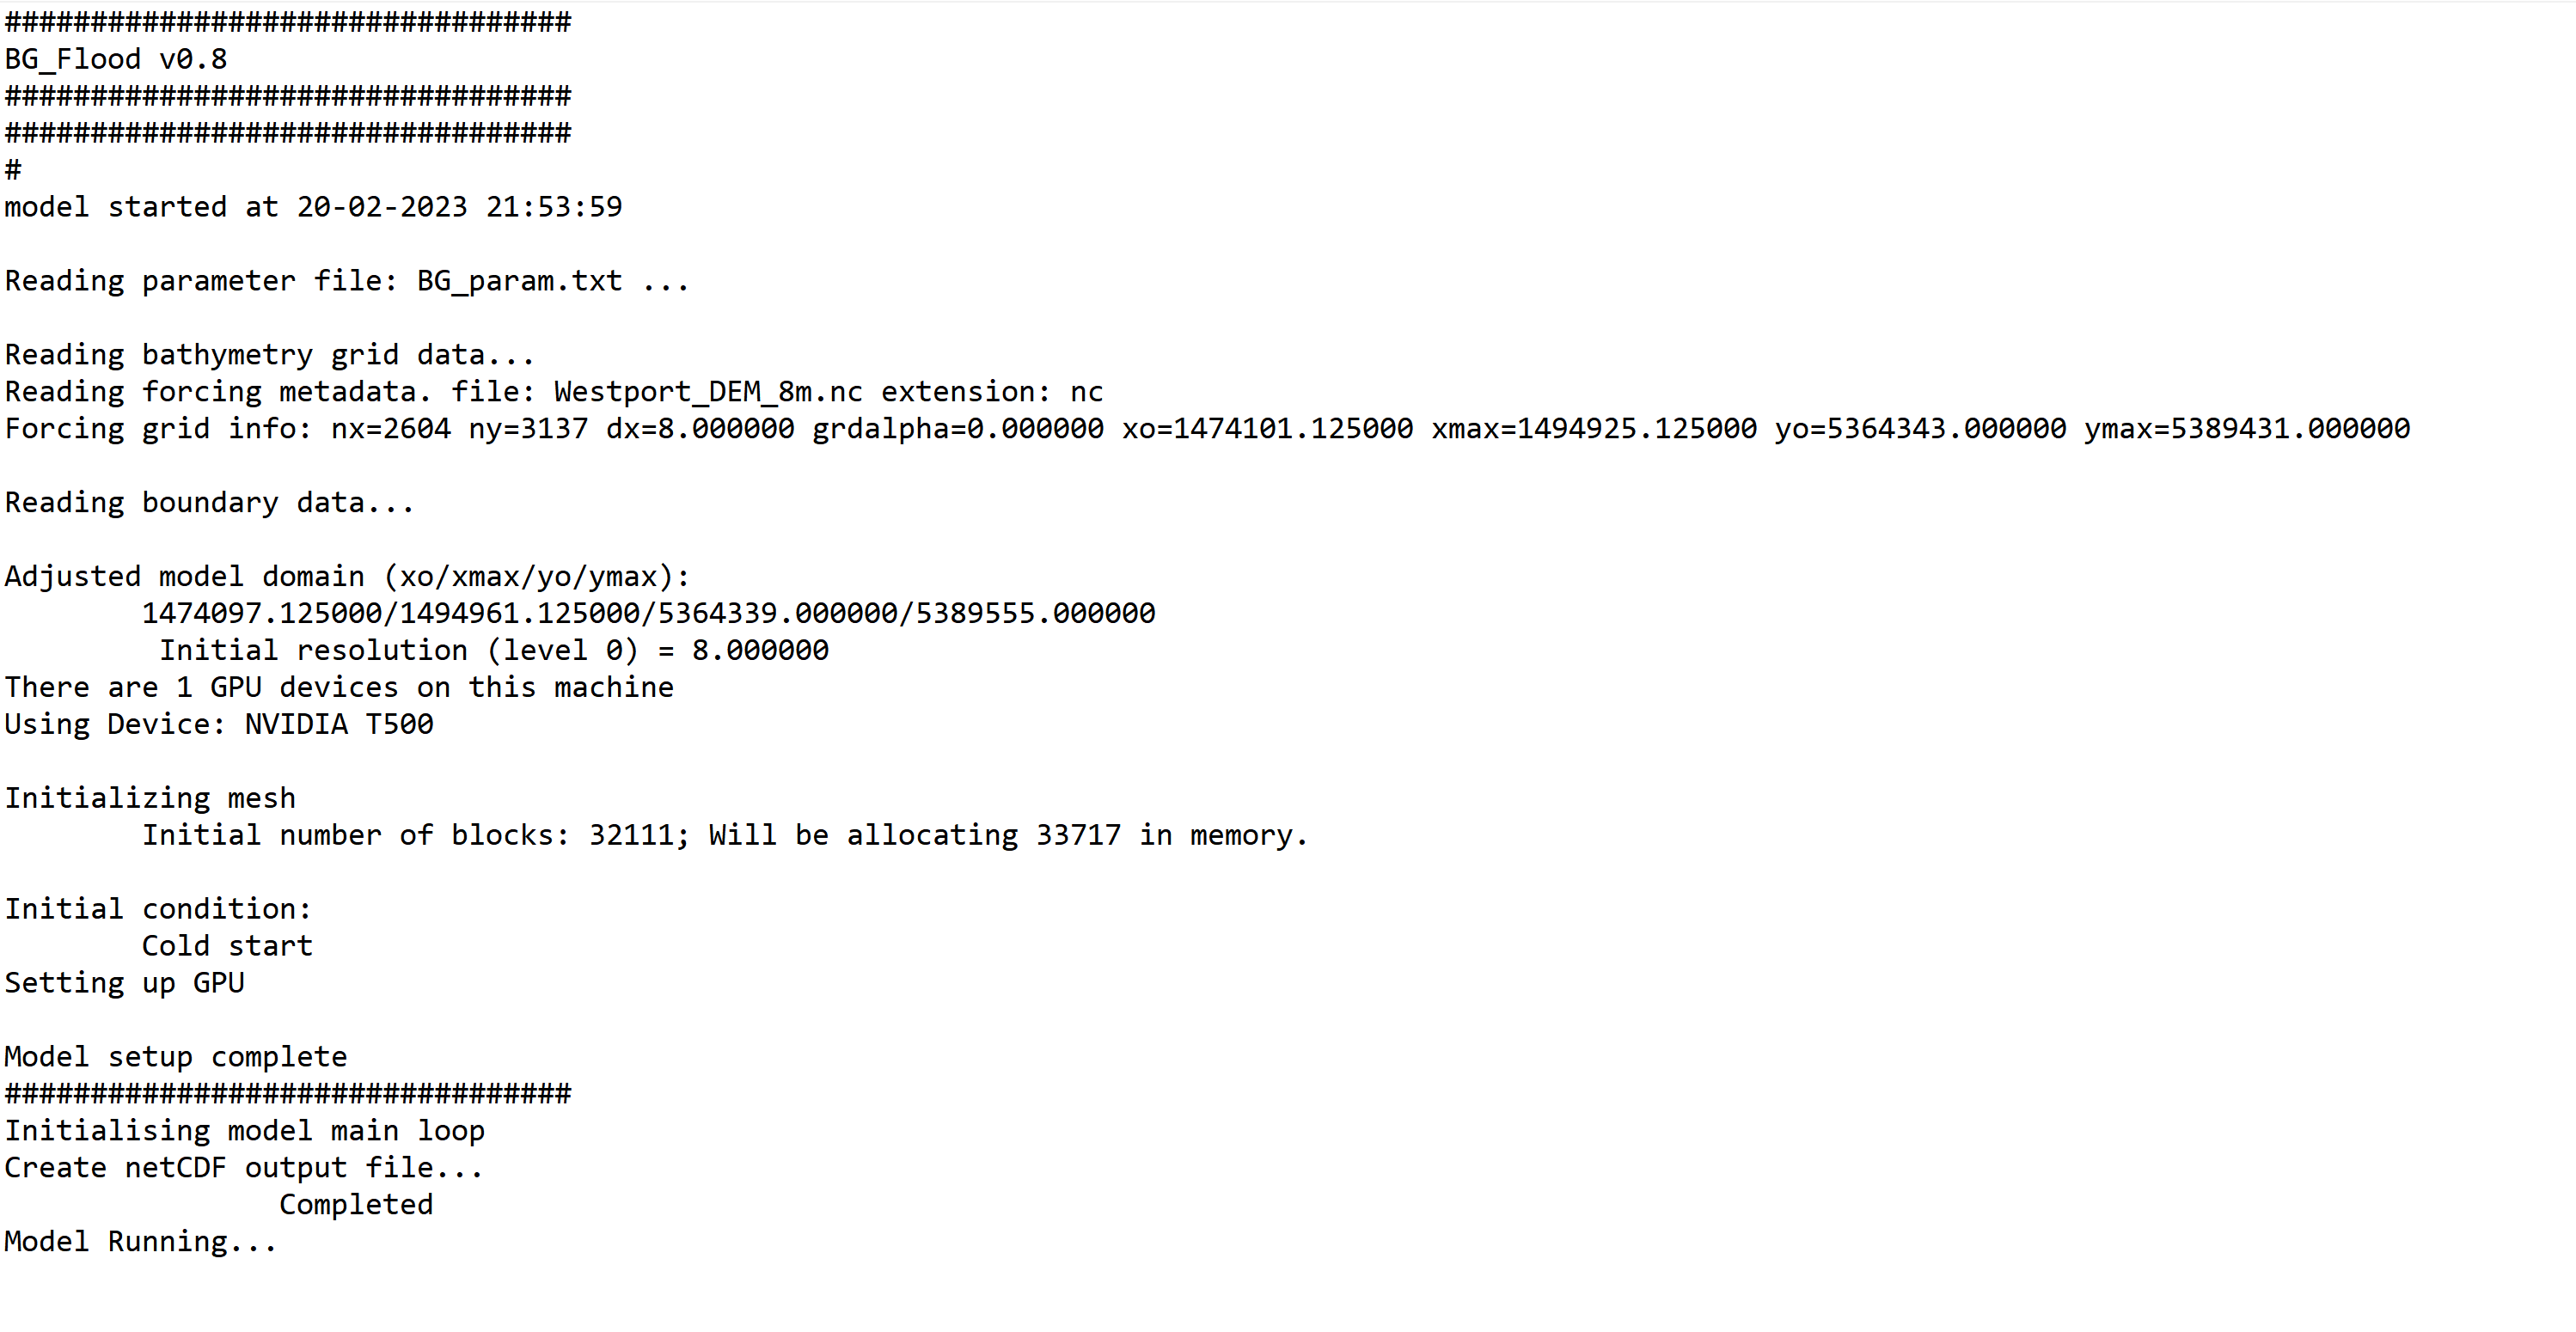 #################################
BG_Flood v0.8
#################################
#################################
#
model started at 20-02-2023 21:53:59
Reading parameter file: BG_param.txt ...
Reading bathymetry grid data...
Reading forcing metadata. file: Westport_DEM_8m.nc extension: nc
Forcing grid info: nx=2604 ny=3137 dx=8.000000 grdalpha=0.000000 xo=1474101.125000 xmax=1494925.125000 yo=5364343.000000 ymax=5389431.000000
Reading boundary data...
Adjusted model domain (xo/xmax/yo/ymax):
1474097.125000/1494961.125000/5364339.000000/5389555.000000
Initial resolution (level 0) = 8.000000
There are 1 GPU devices on this machine
Using Device: NVIDIA T500
Initializing mesh
Initial number of blocks: 32111; Will be allocating 33717 in memory.
Initial condition:
Cold start
Setting up GPU
Model setup complete
#################################
Initialising model main loop
Create netCDF output file...
Completed
Model Running...